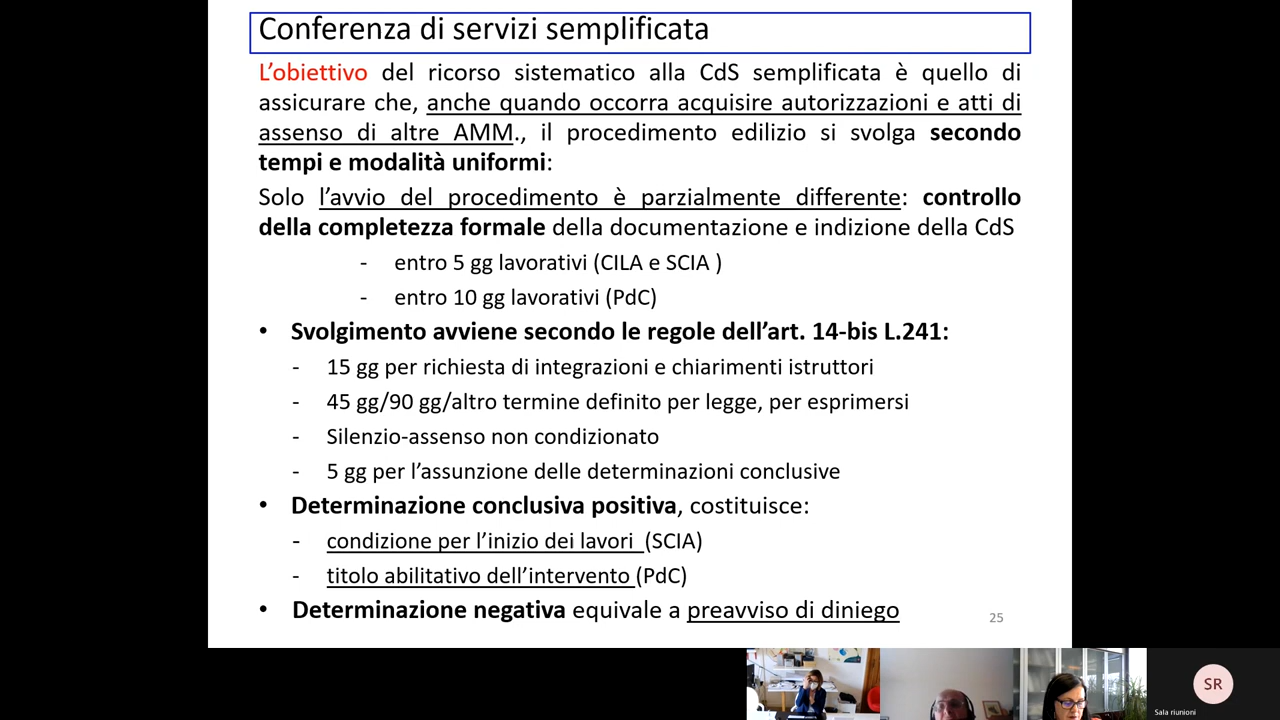 Conferenza di servizi semplificata
L’obiettivo del ricorso sistematico alla CdS semplificata è quello di
assicurare che, anche quando occorra acquisire autorizzazioni e atti di
assenso di altre AMM., il procedimento edilizio si svolga secondo
tempi e modalità uniformi:
Solo l’avvio del procedimento è parzialmente differente: controllo
della completezza formale della documentazione e indizione della CdS
- entro 5 gg lavorativi (CILA e SCIA )
- entro 10 gg lavorativi (PdC)
• Svolgimento avviene secondo le regole dell’art. 14-bis L.241:
- 15 gg per richiesta di integrazioni e chiarimenti istruttori
- 45 gg/90 gg/altro termine definito per legge, per esprimersi
- Silenzio-assenso non condizionato
- 5 gg per l’assunzione delle determinazioni conclusive
• Determinazione conclusiva positiva, costituisce:
- condizione per l’inizio dei lavori (SCIA)
- titolo abilitativo dell’intervento (PdC)
• Determinazione negativa equivale a preavviso di diniego
25
SR
Sala riunioni